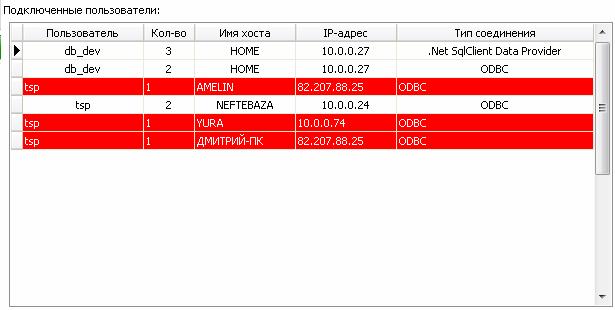 Подключенные пользователи:
Пользователь Кол-во Имя хоста IP-адрес Тип соединения
db_dev 3 HOME 10.0.0.27 .Net SqlClient Data Provider
db_dev 2 HOME 10.0.0.27 ODBC
tsp 1 AMELIN 82.207.88.25 ODBC
tsp 2 NEFTEBAZA 10.0.0.24 ODBC
tsp 1 YURA 10.0.0.74 ODBC
tsp 1 ДМИТРИЙ-ПК 82.207.88.25 ODBC